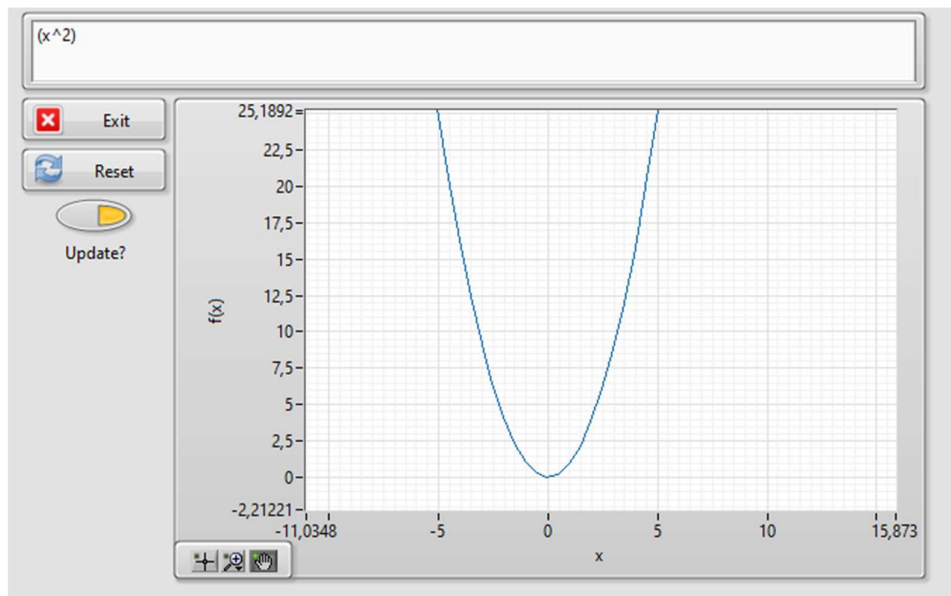 (x^2)
Exit
Reset
Update?
f(x)
25,1892
22,5
20
17,5
15
12,5
10
7,5
5
2,5
0
-2,21221
-11,0348 -5 0 5 10 15,873
x